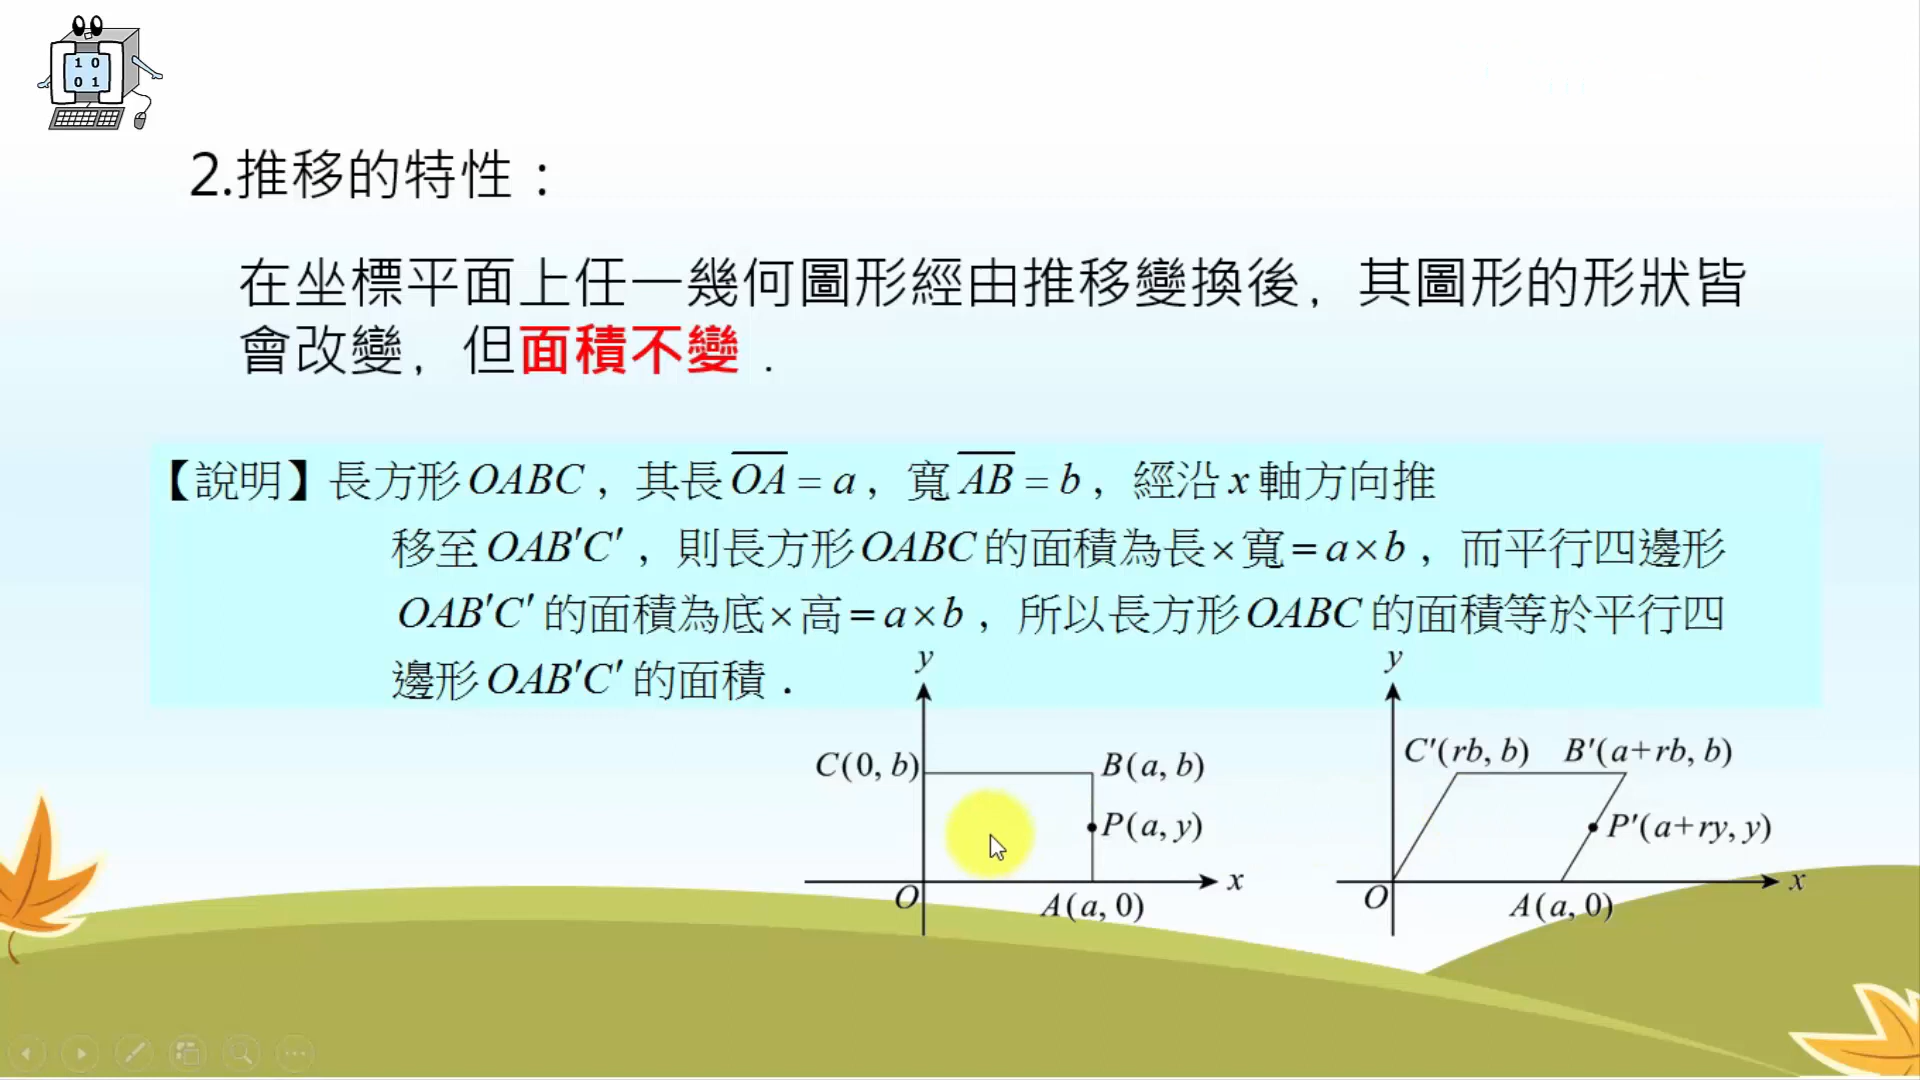 1 0
0 1
2.推移的特性：
在坐標平面上任一幾何圖形經由推移變換後，其圖形的形狀皆
會改變，但面積不變．
【說明】長方形OABC，其長OA = a，寬AB = b，經沿x軸方向推
移至OAB′C′，則長方形OABC的面積為長×寬=a×b，而平行四邊形
OAB′C′的面積為底×高=a×b，所以長方形OABC的面積等於平行四
邊形OAB′C′的面積．
y
C(0, b)
B(a, b)
P(a, y)
O
A(a, 0)
x
y
C′(rb, b)
B′(a+rb, b)
P′(a+ry, y)
O
A(a, 0)
x